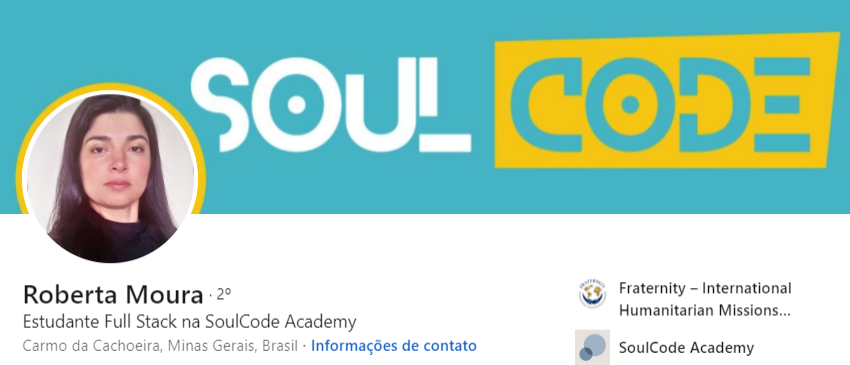 SOUL CODE
Roberta Moura · 2º
Estudante Full Stack na SoulCode Academy
Carmo da Cachoeira, Minas Gerais, Brasil · Informações de contato
FRATERNITY
Fraternity – International
Humanitarian Missions...
SoulCode Academy